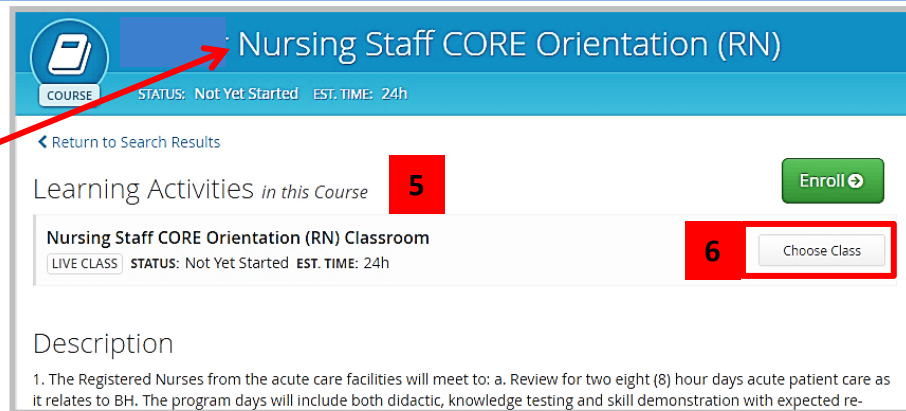 Nursing Staff CORE Orientation (RN)
COURSE
STATUS: Not Yet Started EST. TIME: 24h
Return to Search Results
Learning Activities in this Course
5
Enroll
Nursing Staff CORE Orientation (RN) Classroom
LIVE CLASS STATUS: Not Yet Started EST. TIME: 24h
6
Choose Class
Description
1. The Registered Nurses from the acute care facilities will meet to: a. Review for two eight (8) hour days acute patient care as
it relates to BH. The program days will include both didactic, knowledge testing and skill demonstration with expected re-